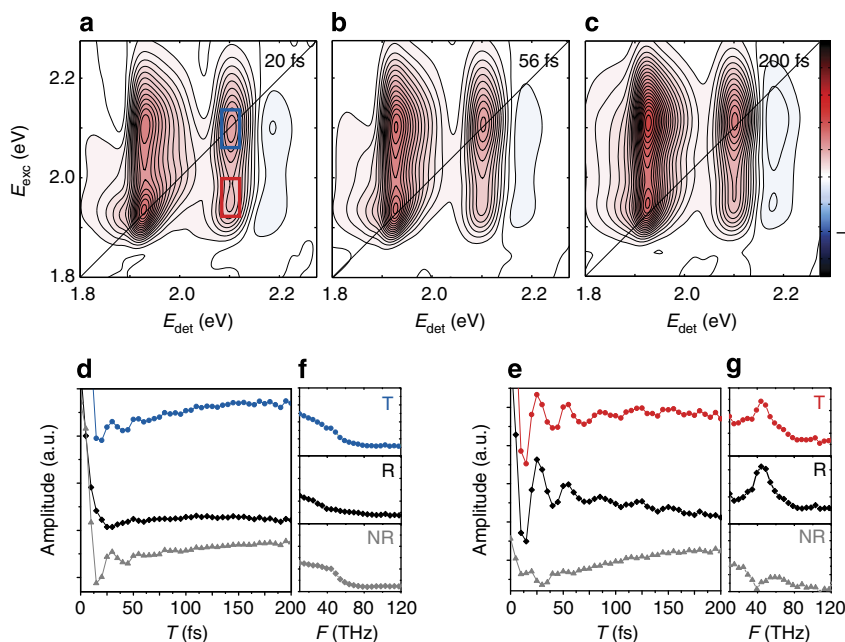 a b c
20 fs 56 fs 200 fs
2.2
2.0
1.8
E_exc (eV)
1.8 2.0 2.2 1.8 2.0 2.2 1.8 2.0 2.2
E_det (eV) E_det (eV) E_det (eV)
–
d f e g
T T
R R
NR NR
Amplitude (a.u.) Amplitude (a.u.)
0 50 100 150 200 0 40 80 120 0 50 100 150 200 0 40 80 120
T (fs) F (THz) T (fs) F (THz)